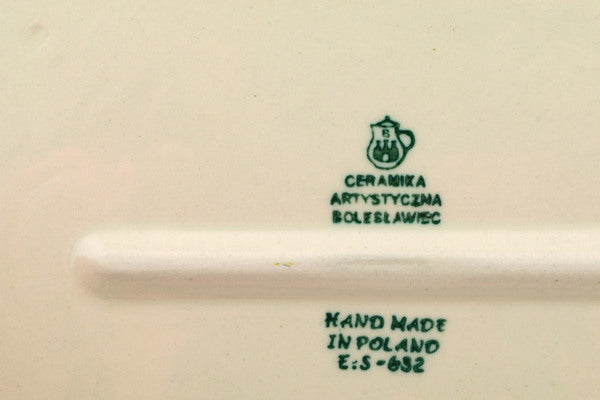 B
CERAMIKA
ARTYSTYCZNA
BOLESŁAWIEC
HAND MADE
IN POLAND
E:S-632